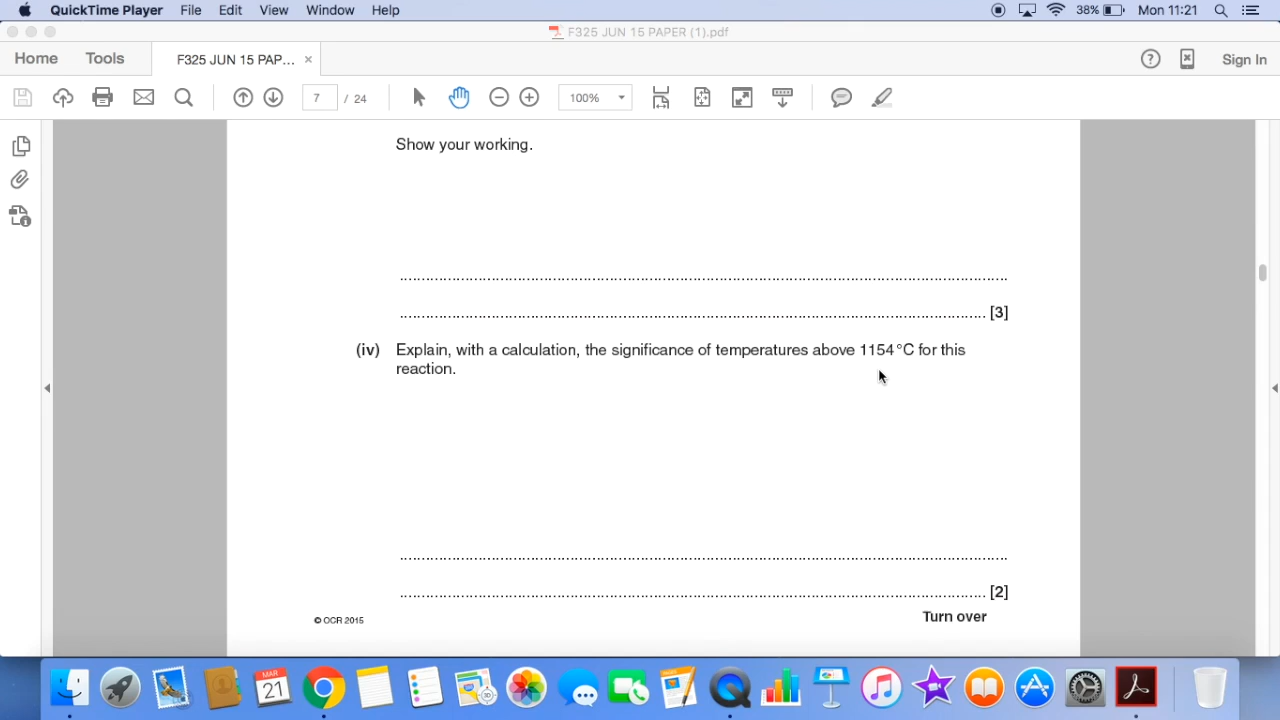 QuickTime Player File Edit View Window Help 38% Mon 11:21
F325 JUN 15 PAPER (1).pdf
Home Tools F325 JUN 15 PAP... × Sign In
7 / 24 100%
Show your working.
[3]
(iv) Explain, with a calculation, the significance of temperatures above 1154 °C for this
reaction.
[2]
© OCR 2015
Turn over
MAR
21